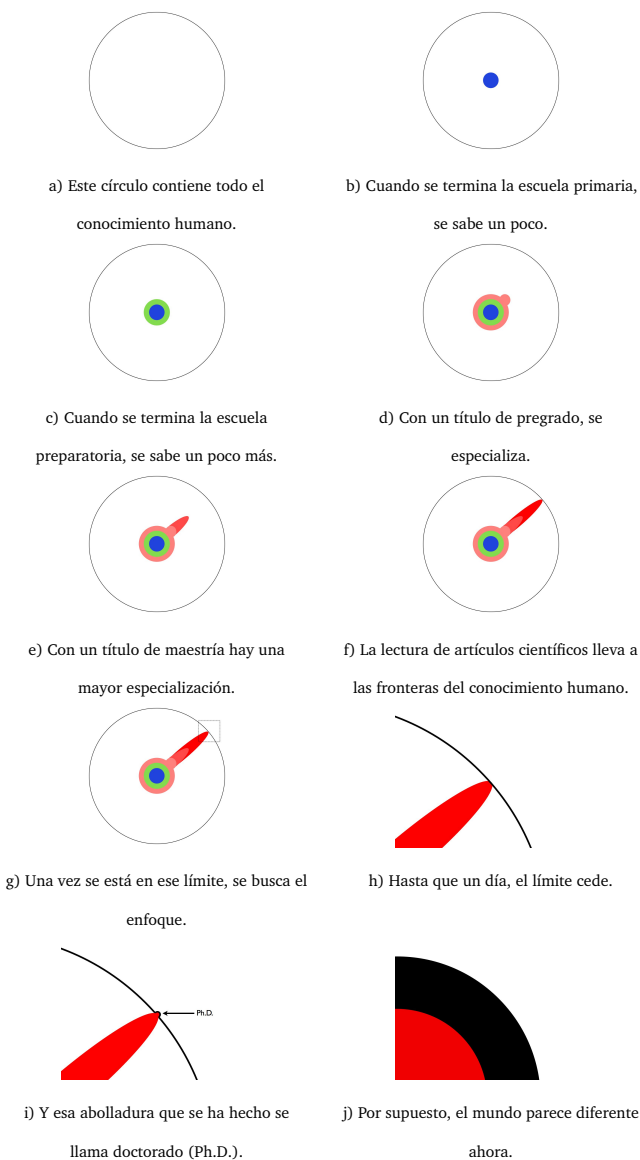 a) Este círculo contiene todo el
conocimiento humano.
b) Cuando se termina la escuela primaria,
se sabe un poco.
c) Cuando se termina la escuela
preparatoria, se sabe un poco más.
d) Con un título de pregrado, se
especializa.
e) Con un título de maestría hay una
mayor especialización.
f) La lectura de artículos científicos lleva a
las fronteras del conocimiento humano.
g) Una vez se está en ese límite, se busca el
enfoque.
h) Hasta que un día, el límite cede.
Ph.D.
i) Y esa abolladura que se ha hecho se
llama doctorado (Ph.D.).
j) Por supuesto, el mundo parece diferente
ahora.